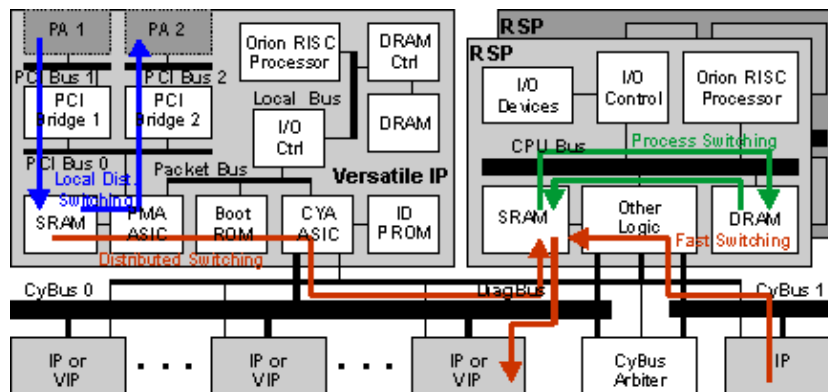 PA 1
PA 2
PCI Bus 1
PCI Bus 2
PCI
Bridge 1
PCI
Bridge 2
PCI Bus 0
Orion RISC
Processor
DRAM
Ctrl
DRAM
Local Bus
I/O
Ctrl
Packet Bus
Versatile IP
Local Dist.
Switching
SRAM
PMA
ASIC
Boot
ROM
CYA
ASIC
ID
PROM
Distributed Switching
RSP
RSP
I/O
Devices
I/O
Control
Orion RISC
Processor
CPU Bus
Process Switching
SRAM
Other
Logic
DRAM
Fast Switching
CyBus 0
DiagBus
CyBus 1
IP or
VIP
. . .
IP or
VIP
. . .
IP or
VIP
CyBus
Arbiter
IP